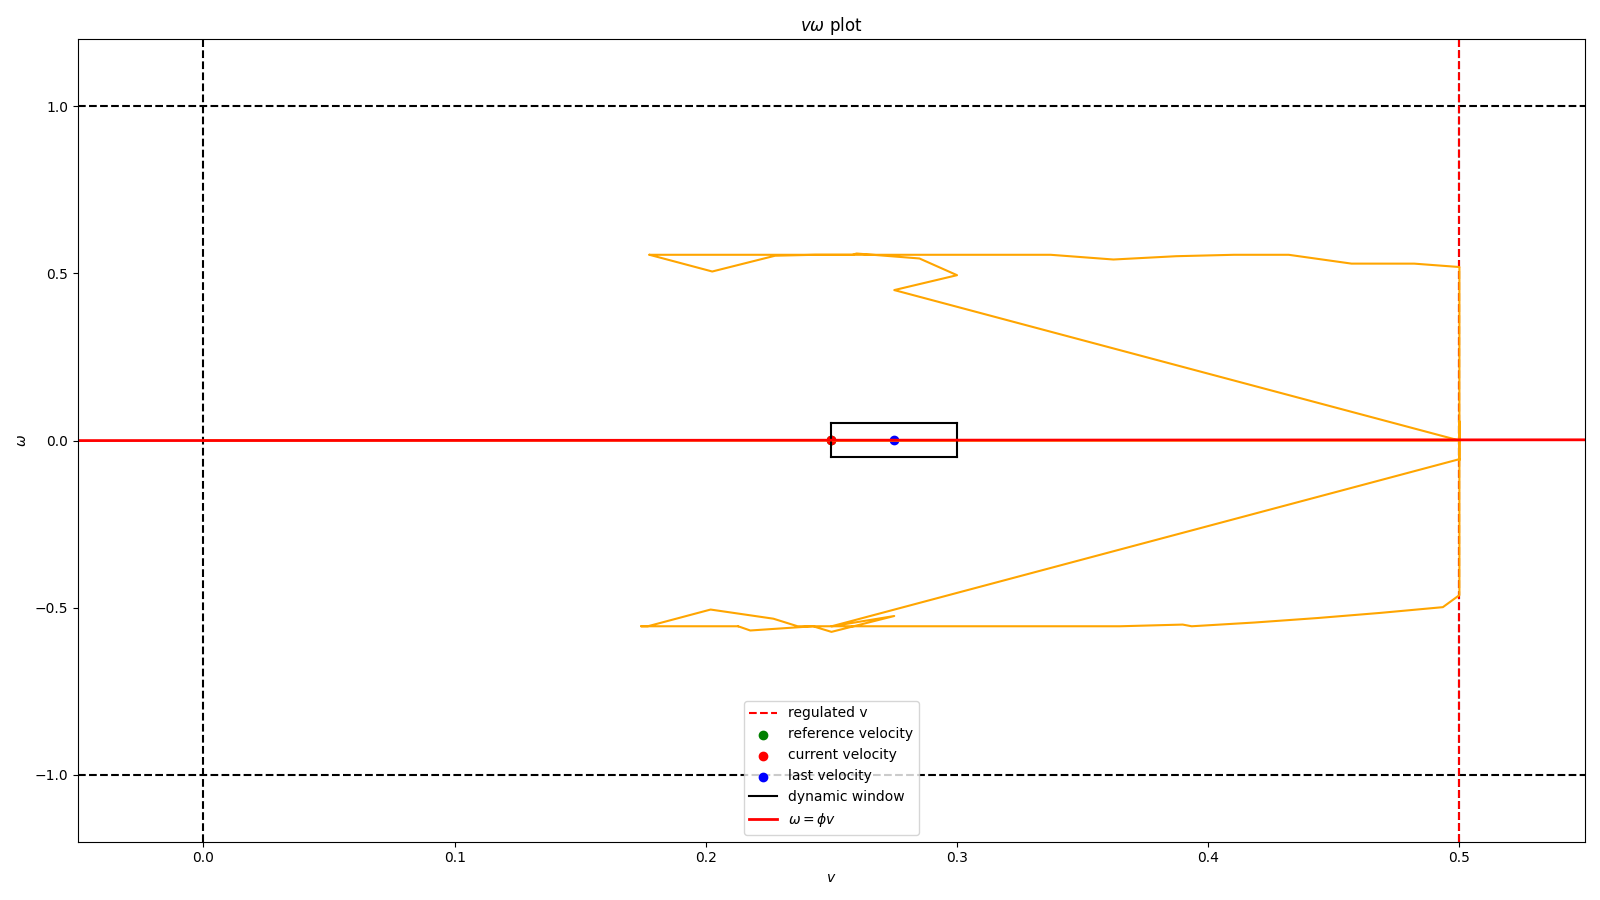 vω plot
1.0
0.5
0.0
−0.5
−1.0
ω
regulated v
reference velocity
current velocity
last velocity
dynamic window
ω = ϕv
0.0 0.1 0.2 0.3 0.4 0.5
v